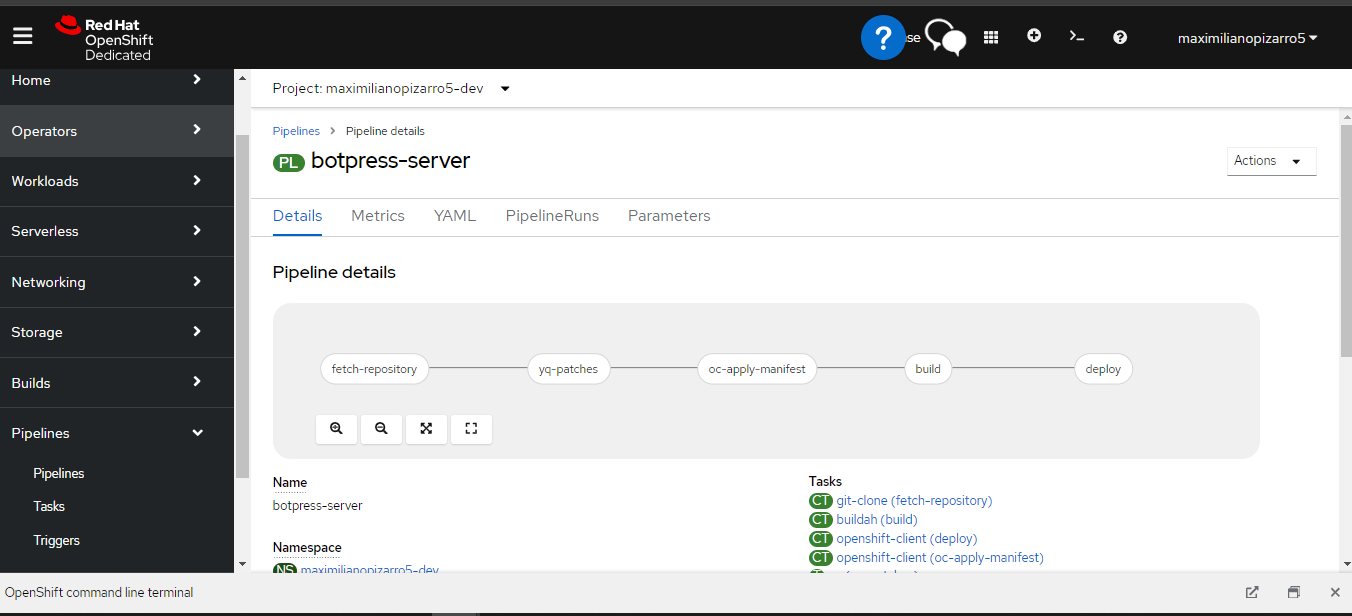 Red Hat
OpenShift
Dedicated
?
se
maximilianopizarro5
Home
Operators
Workloads
Serverless
Networking
Storage
Builds
Pipelines
Pipelines
Tasks
Triggers
Project: maximilianopizarro5-dev
Pipelines > Pipeline details
PL botpress-server
Actions
Details Metrics YAML PipelineRuns Parameters
Pipeline details
fetch-repository yq-patches oc-apply-manifest build deploy
Name
botpress-server
Namespace
NS maximilianopizarro5-dev
Tasks
CT git-clone (fetch-repository)
CT buildah (build)
CT openshift-client (deploy)
CT openshift-client (oc-apply-manifest)
OpenShift command line terminal